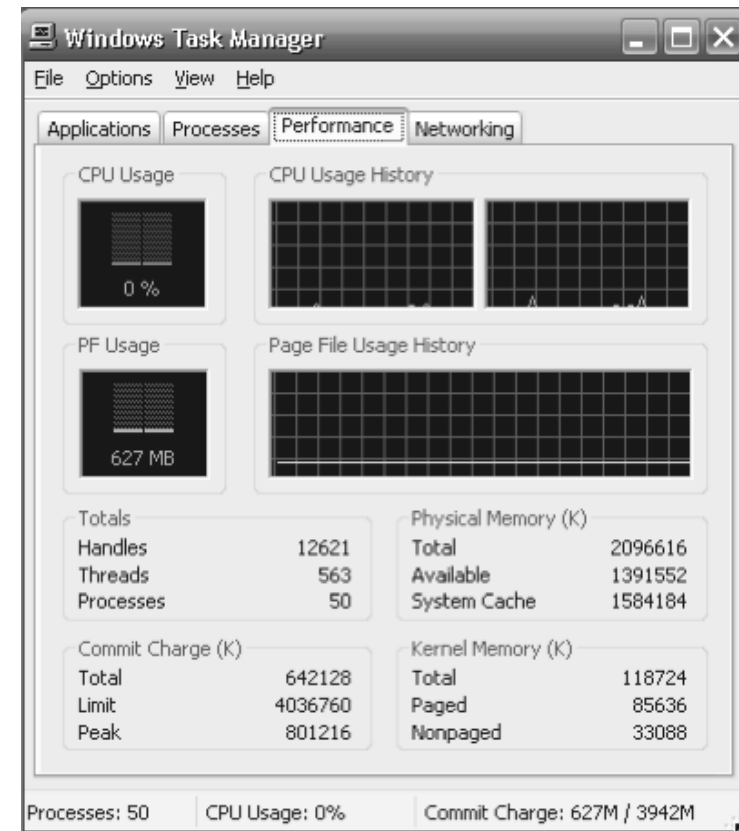 Windows Task Manager
File Options View Help
Applications Processes Performance Networking
CPU Usage CPU Usage History
0 %
PF Usage Page File Usage History
627 MB
Totals Physical Memory (K)
Handles 12621 Total 2096616
Threads 563 Available 1391552
Processes 50 System Cache 1584184
Commit Charge (K) Kernel Memory (K)
Total 642128 Total 118724
Limit 4036760 Paged 85636
Peak 801216 Nonpaged 33088
Processes: 50 CPU Usage: 0% Commit Charge: 627M / 3942M